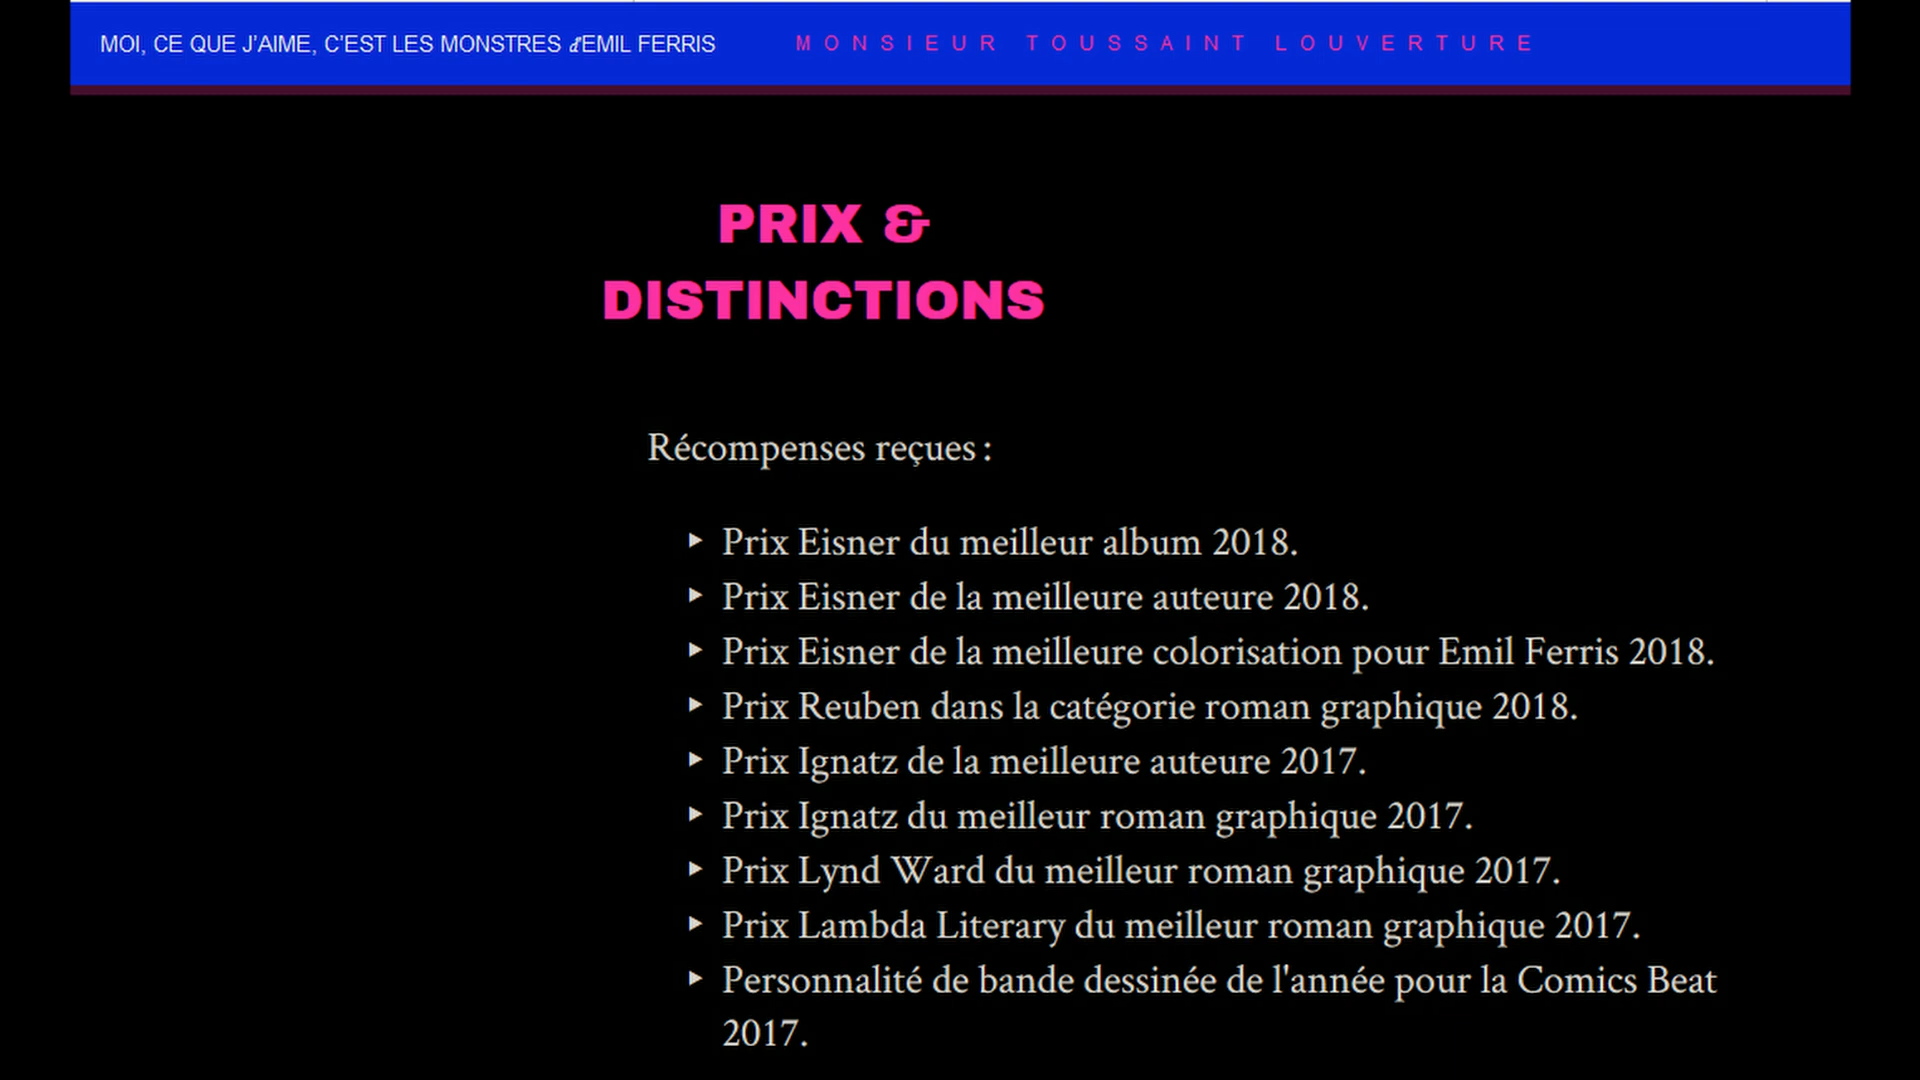 MOI, CE QUE J’AIME, C’EST LES MONSTRES d’EMIL FERRIS
MONSIEUR TOUSSAINT LOUVERTURE
PRIX &
DISTINCTIONS
Récompenses reçues :
▸ Prix Eisner du meilleur album 2018.
▸ Prix Eisner de la meilleure auteure 2018.
▸ Prix Eisner de la meilleure colorisation pour Emil Ferris 2018.
▸ Prix Reuben dans la catégorie roman graphique 2018.
▸ Prix Ignatz de la meilleure auteure 2017.
▸ Prix Ignatz du meilleur roman graphique 2017.
▸ Prix Lynd Ward du meilleur roman graphique 2017.
▸ Prix Lambda Literary du meilleur roman graphique 2017.
▸ Personnalité de bande dessinée de l'année pour la Comics Beat
2017.